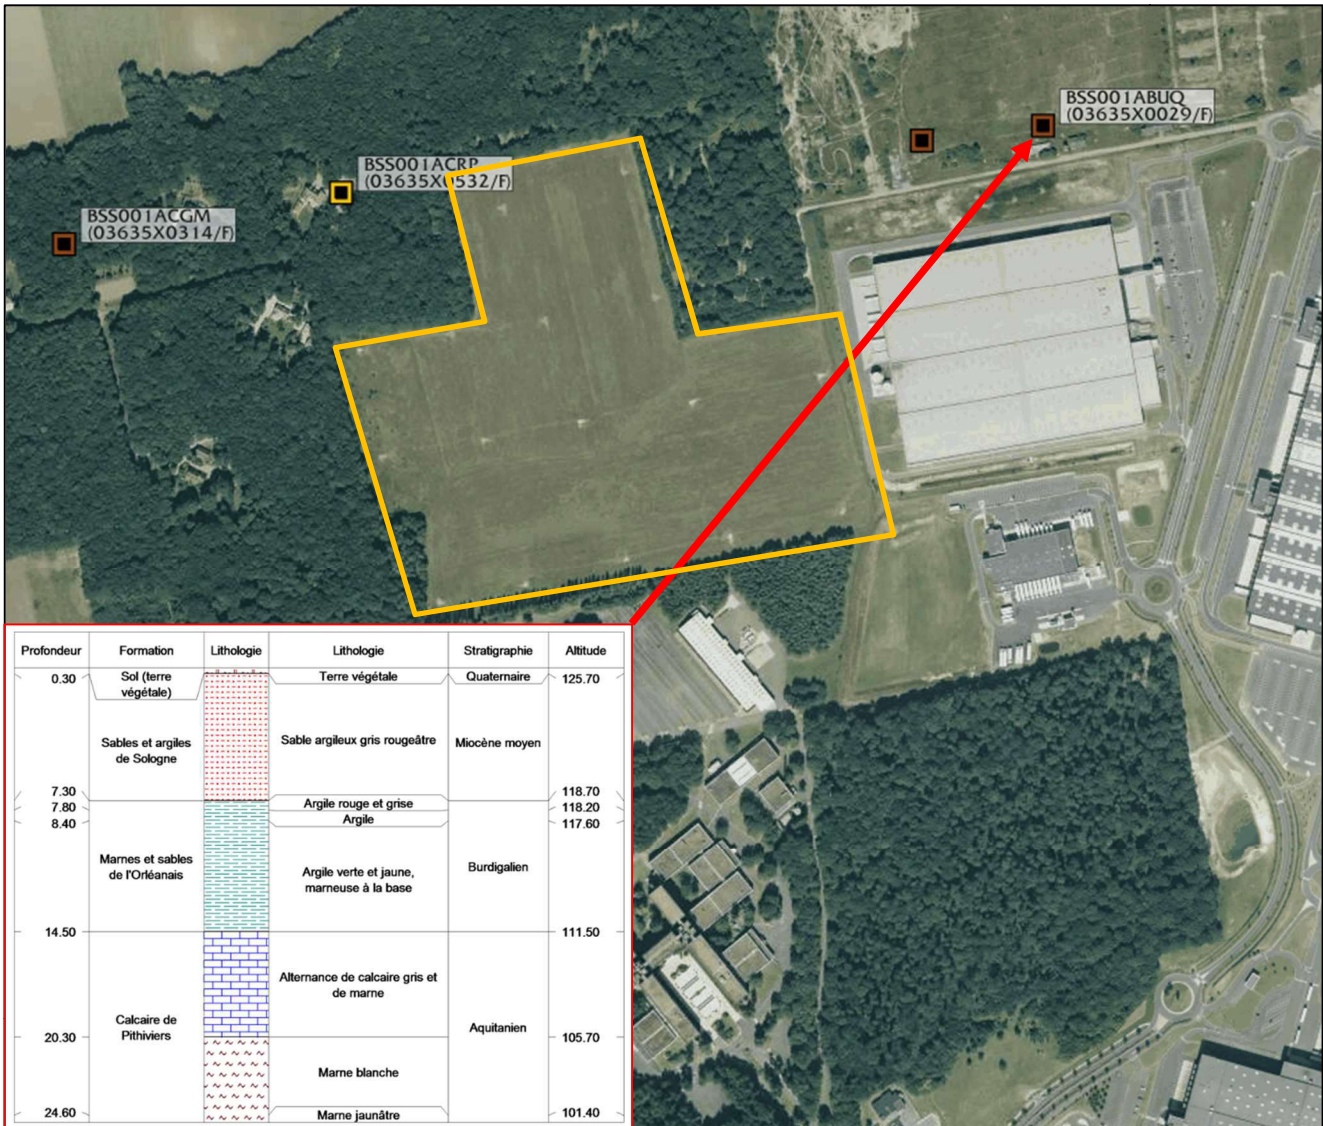 BSS001ABUQ
(03635X0029/F)
BSS001ACRP
(03635X0532/F)
BSS001ACGM
(03635X0314/F)
Profondeur Formation Lithologie Lithologie Stratigraphie Altitude
0.30 Sol (terre végétale) Terre végétale Quaternaire 125.70
Sables et argiles de Sologne Sable argileux gris rougeâtre Miocène moyen
7.30 118.70
Argile rouge et grise
7.80 118.20
Argile
8.40 117.60
Marnes et sables de l'Orléanais Argile verte et jaune, marneuse à la base Burdigalien
14.50 111.50
Alternance de calcaire gris et de marne
Calcaire de Pithiviers Aquitanien
20.30 105.70
Marne blanche
24.60 Marne jaunâtre 101.40